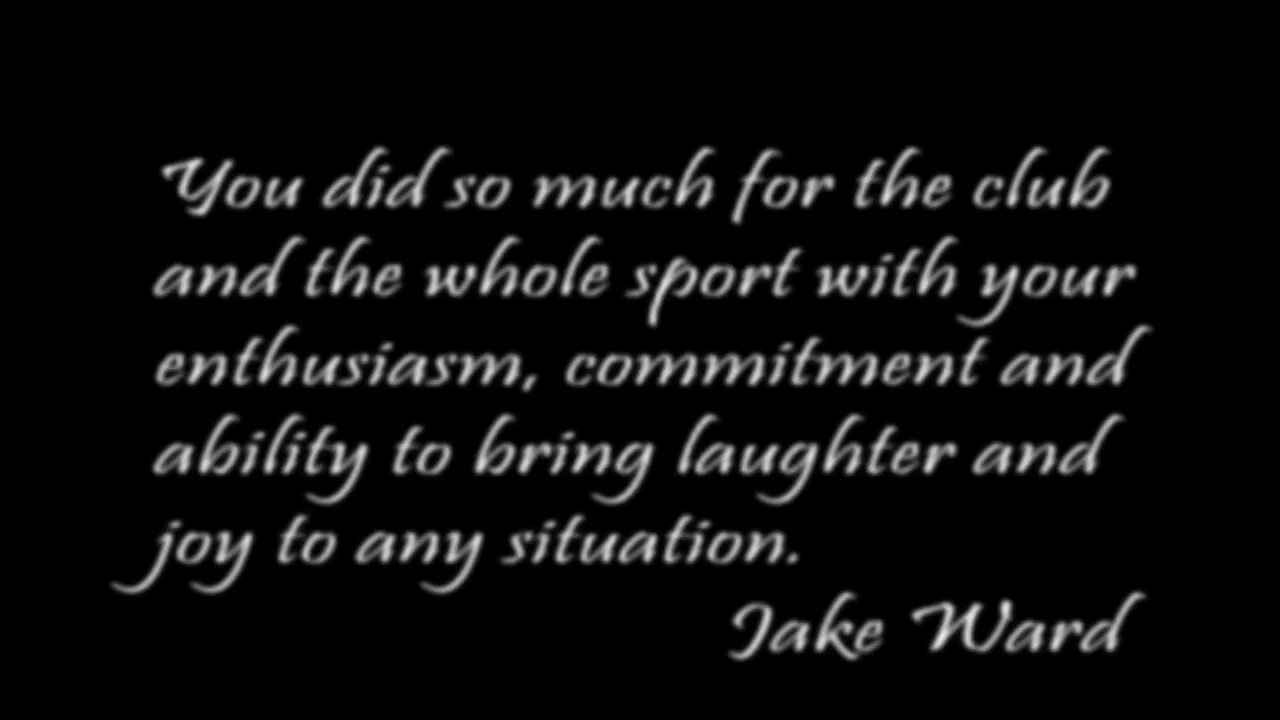 You did so much for the club
and the whole sport with your
enthusiasm, commitment and
ability to bring laughter and
joy to any situation.
Jake Ward